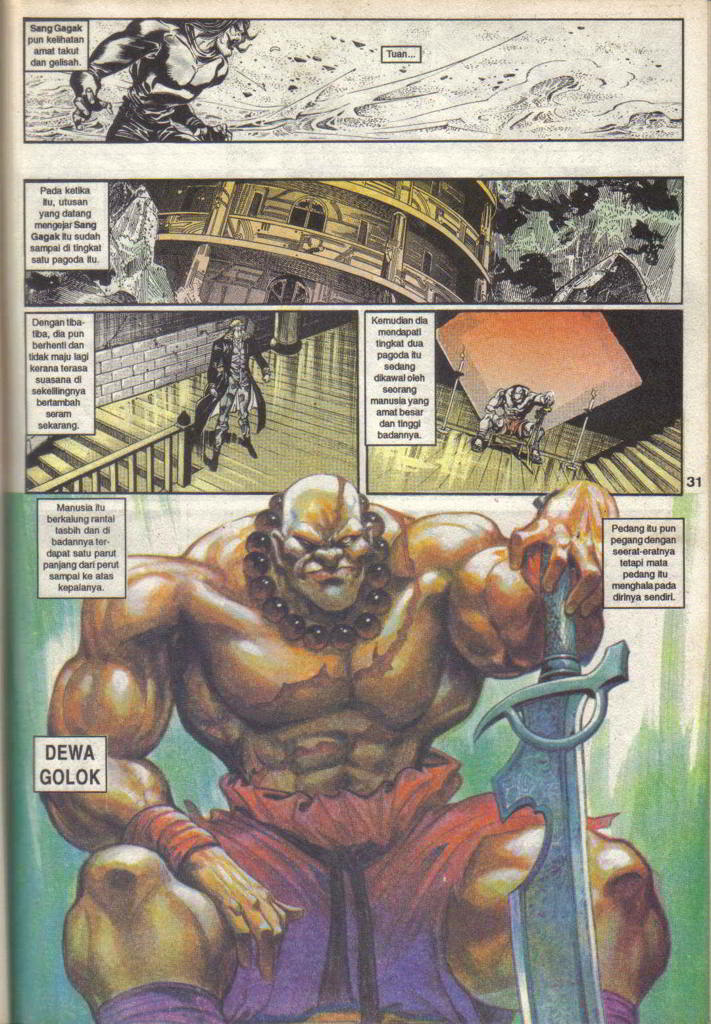 Sang Gagak
pun kelihatan
amat takut
dan gelisah.
Tuan...
Pada ketika
itu, utusan
yang datang
mengejar Sang
Gagak itu sudah
sampai di tingkat
satu pagoda itu.
Dengan tiba-
tiba, dia pun
berhenti dan
tidak maju lagi
kerana terasa
suasana di
sekelilingnya
bertambah
seram
sekarang.
Kemudian dia
mendapati
tingkat dua
pagoda itu
sedang
dikawal oleh
seorang
manusia yang
amat besar
dan tinggi
badannya.
31
Manusia itu
berkalung rantai
tasbih dan di
badannya ter-
dapat satu parut
panjang dari perut
sampai ke atas
kepalanya.
Pedang itu pun
pegang dengan
seerat-eratnya
tetapi mata
pedang itu
menghala pada
dirinya sendiri.
DEWA
GOLOK